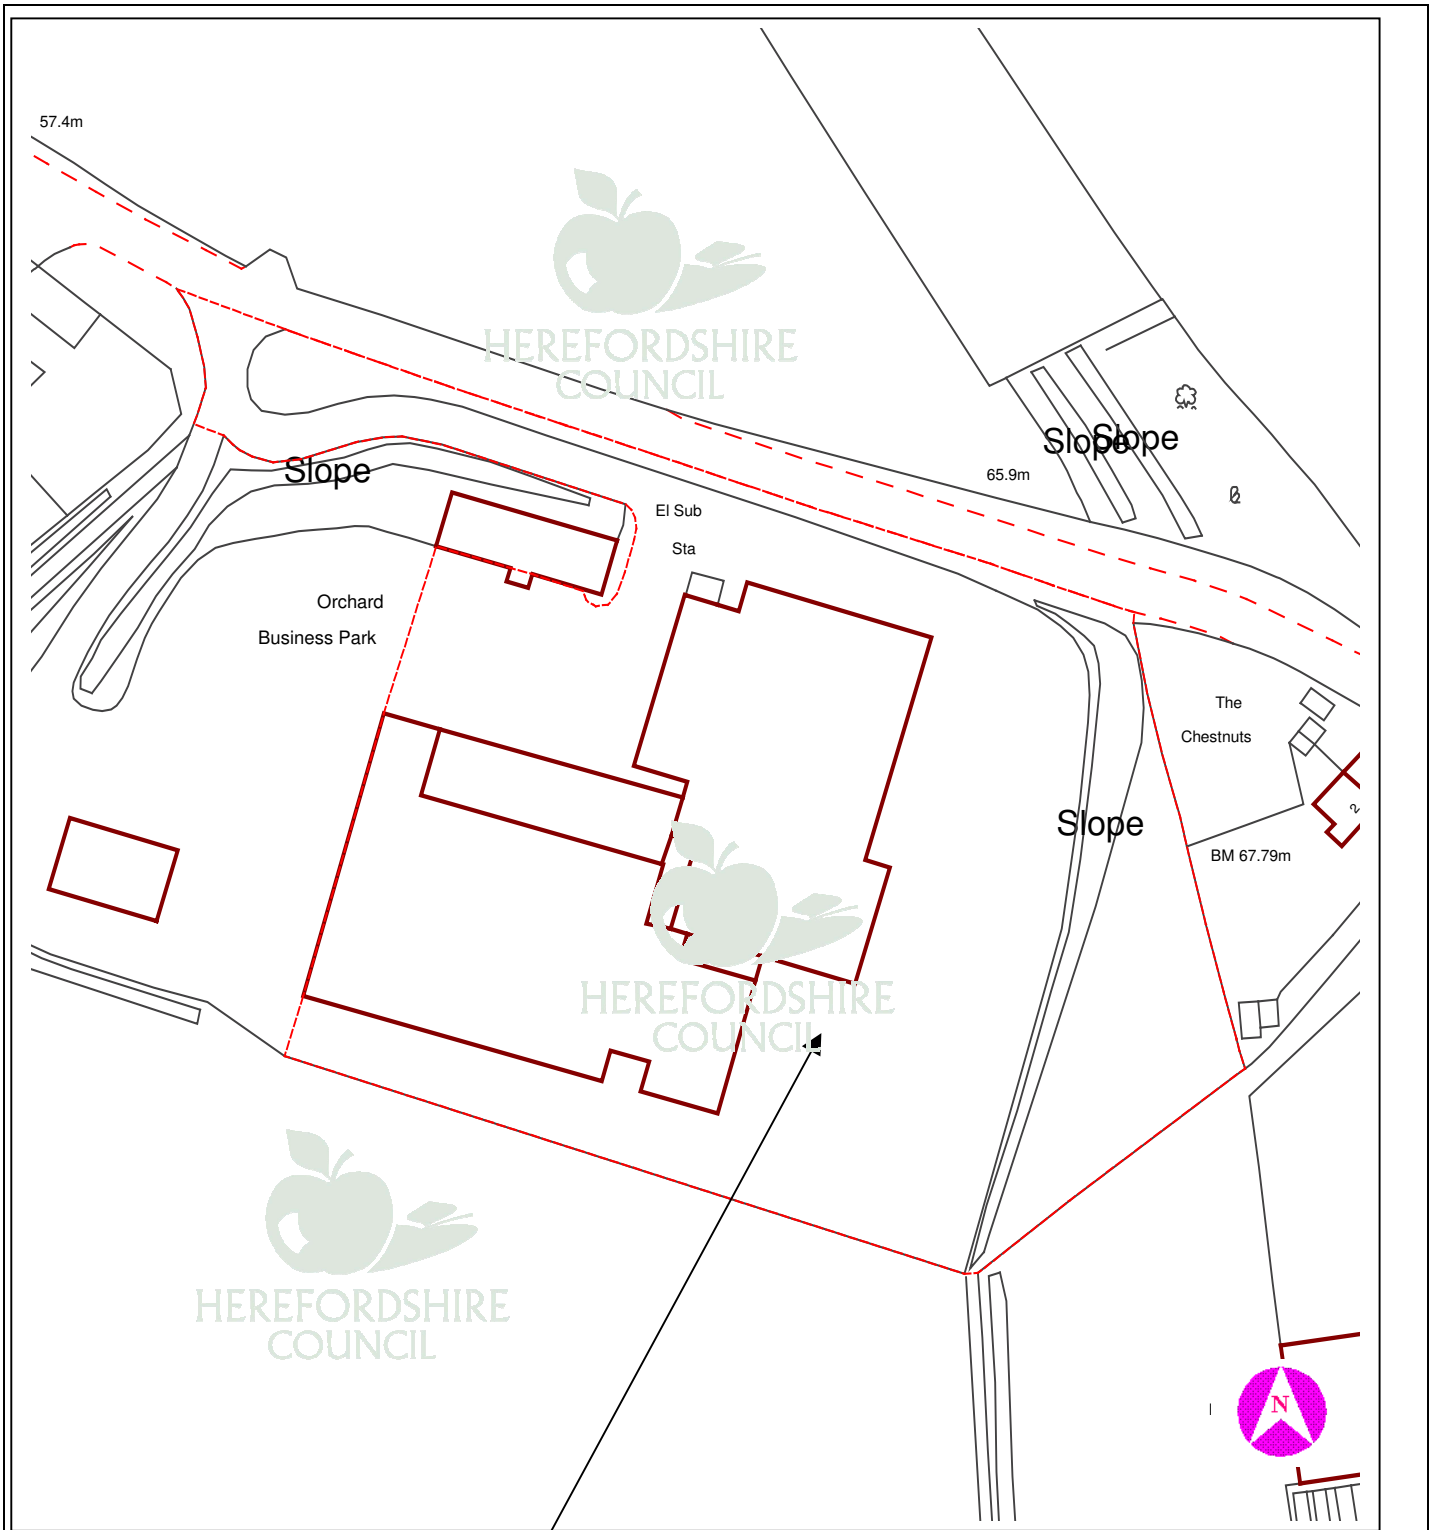 57.4m
HEREFORDSHIRE
COUNCIL
Slope
Slope
Slope
65.9m
El Sub
Sta
Orchard
Business Park
The
Chestnuts
2
Slope
BM 67.79m
HEREFORDSHIRE
COUNCIL
HEREFORDSHIRE
COUNCIL
N